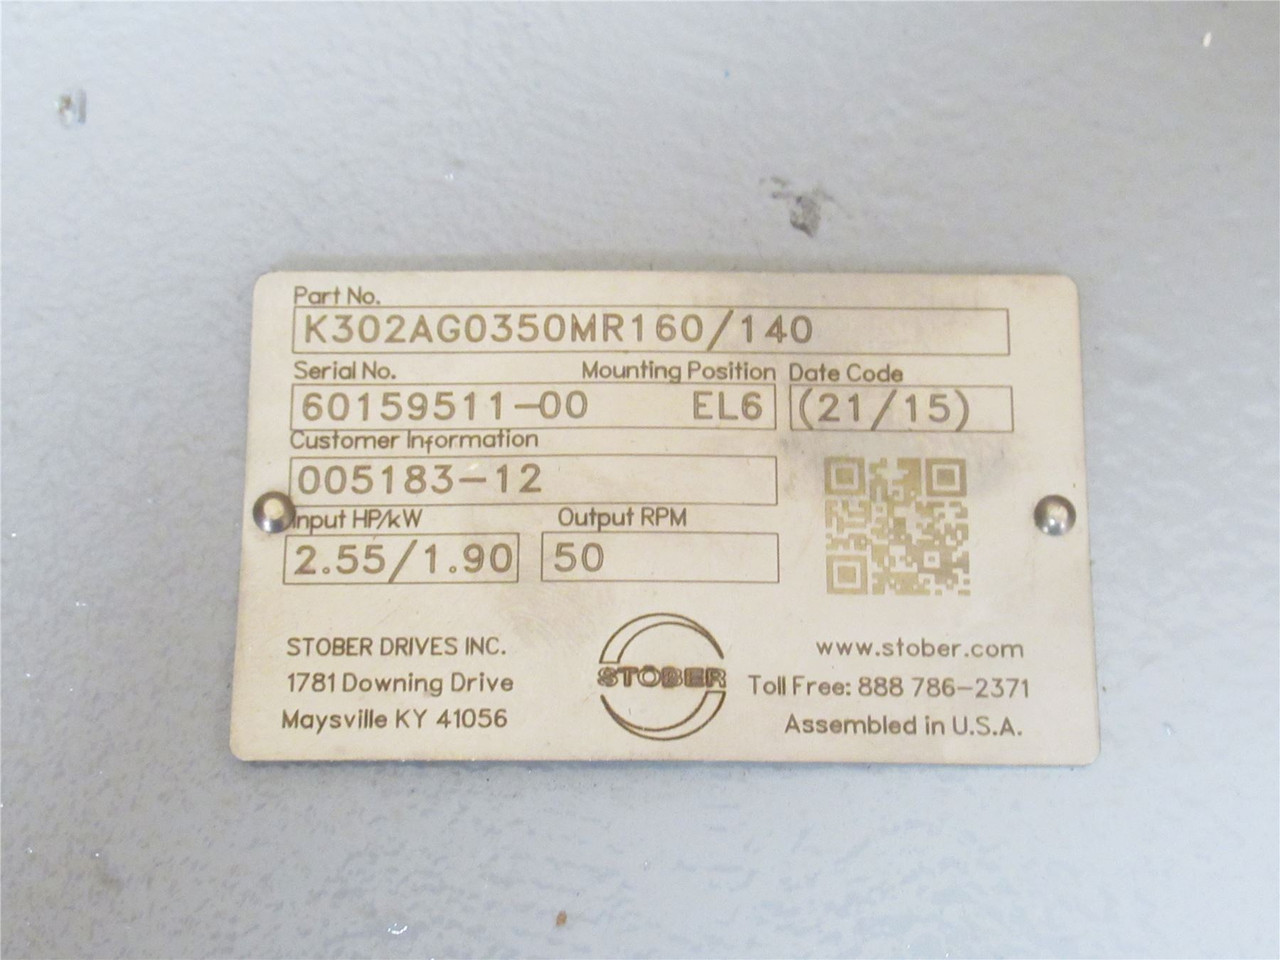 Part No.
K302AG0350MR160/140
Serial No. Mounting Position Date Code
60159511-00 EL6 (21/15)
Customer Information
005183-12
Input HP/kW Output RPM
2.55/1.90 50
STOBER DRIVES INC.
1781 Downing Drive
Maysville KY 41056
STOBER
www.stober.com
Toll Free: 888 786-2371
Assembled in U.S.A.